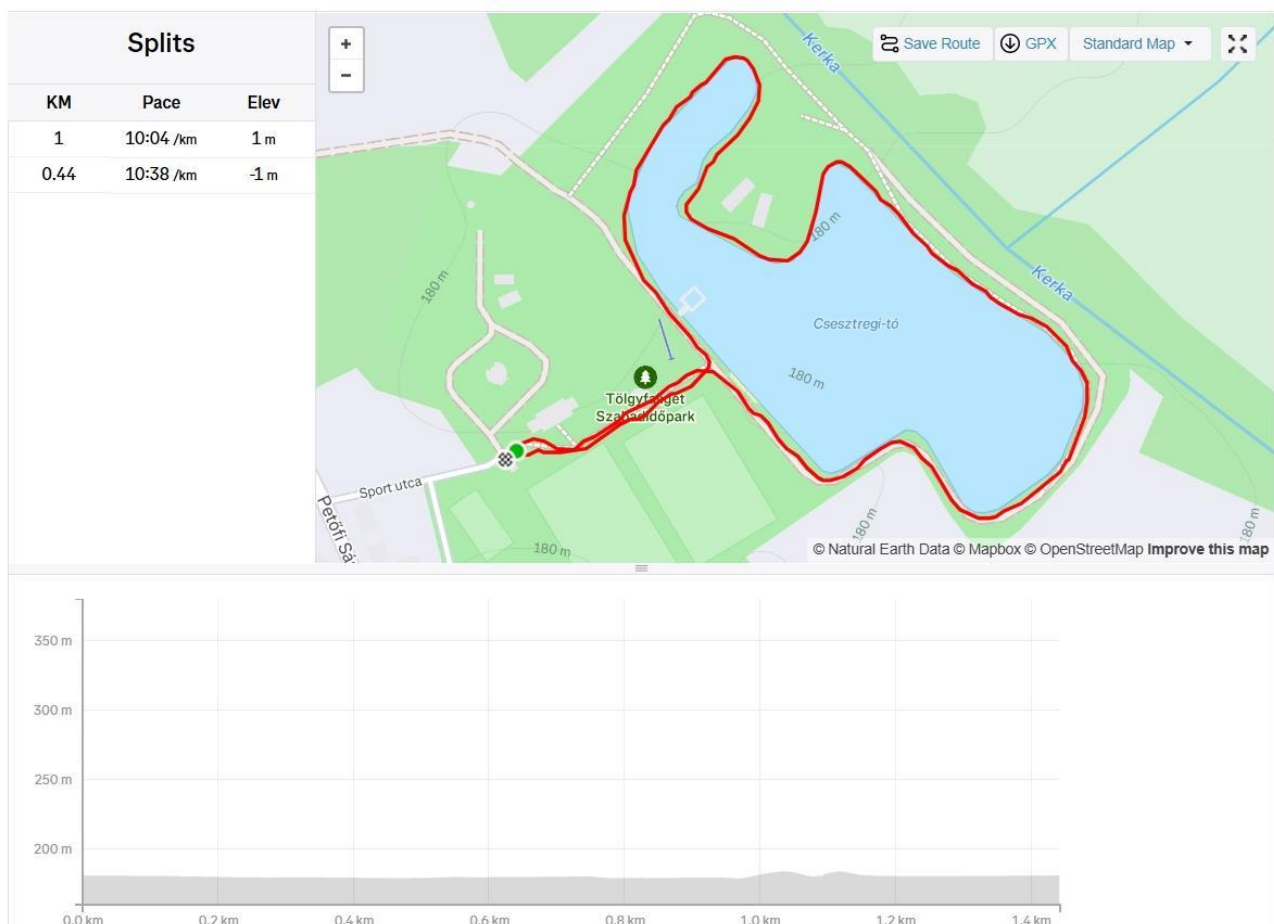 Splits
KM Pace Elev
1 10:04 /km 1 m
0.44 10:38 /km -1 m
+
−
Save Route GPX Standard Map
Kerka
Kerka
180 m
180 m
Csesztregi-tó
180 m
Tölgyfaliget
Szabadidőpark
Sport utca
Petőfi Sá
180 m
180 m
180 m
© Natural Earth Data © Mapbox © OpenStreetMap Improve this map
350 m
300 m
250 m
200 m
0.0 km 0.2 km 0.4 km 0.6 km 0.8 km 1.0 km 1.2 km 1.4 km